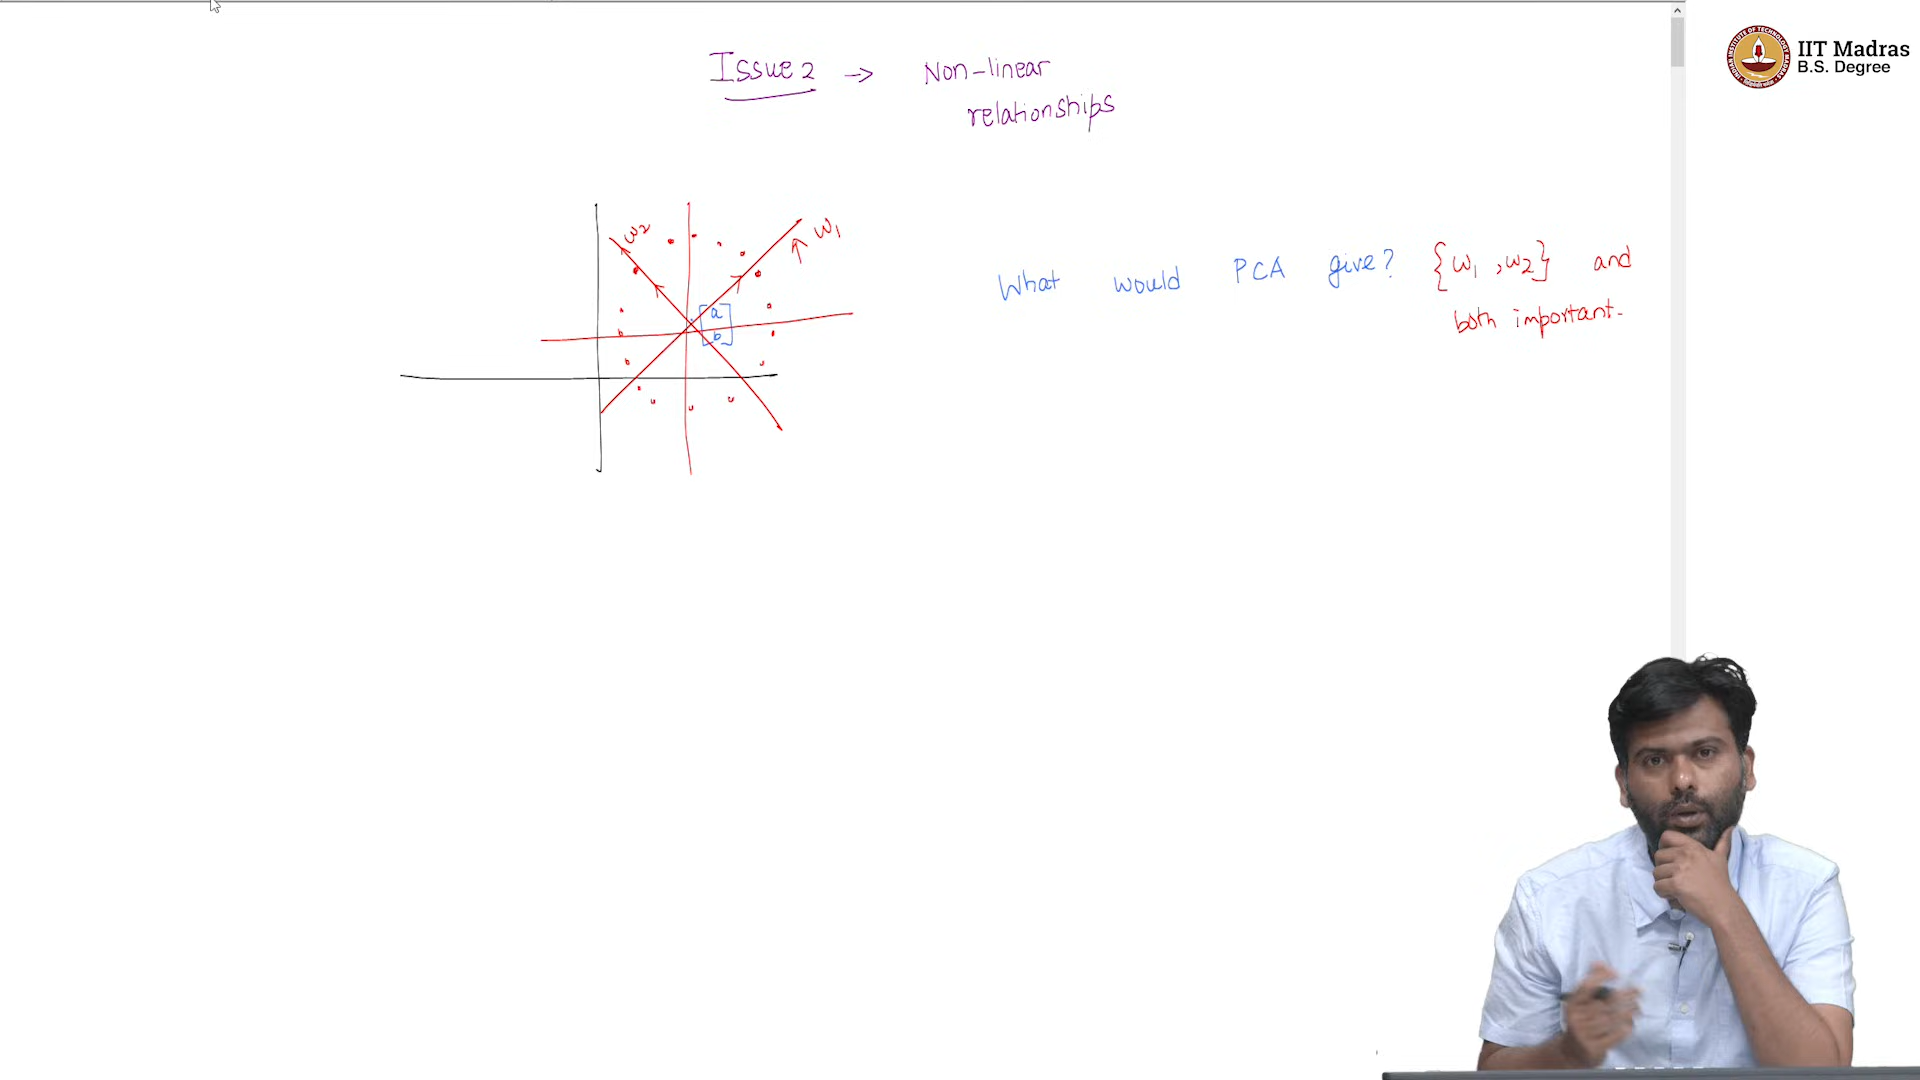 Issue 2 → Non-linear
relationships
IIT Madras
B.S. Degree
w2
w1
a
b
What would PCA give? {w1, w2} and
both important.